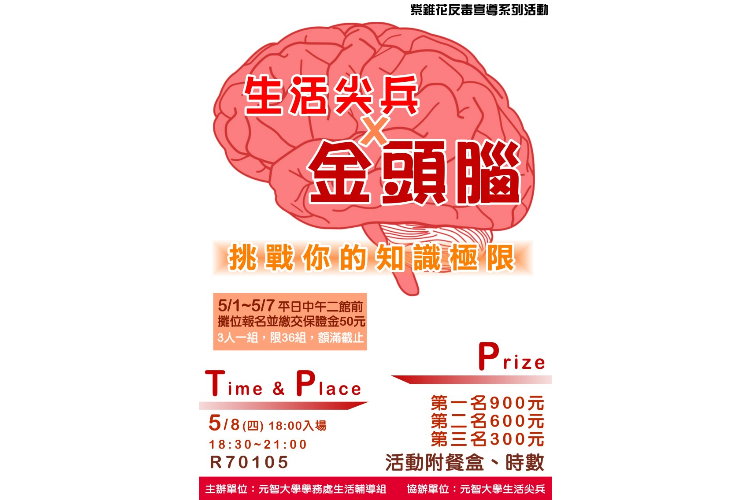 紫錐花反毒宣導系列活動
生活尖兵
X
金頭腦
挑戰你的知識極限
5/1~5/7平日中午二館前
攤位報名並繳交保證金50元
3人一組，限36組，額滿截止
Prize
Time & Place
第一名900元
第二名600元
第三名300元
5/8(四) 18:00入場
18:30~21:00
R70105
活動附餐盒、時數
主辦單位：元智大學學務處生活輔導組 協辦單位：元智大學生活尖兵